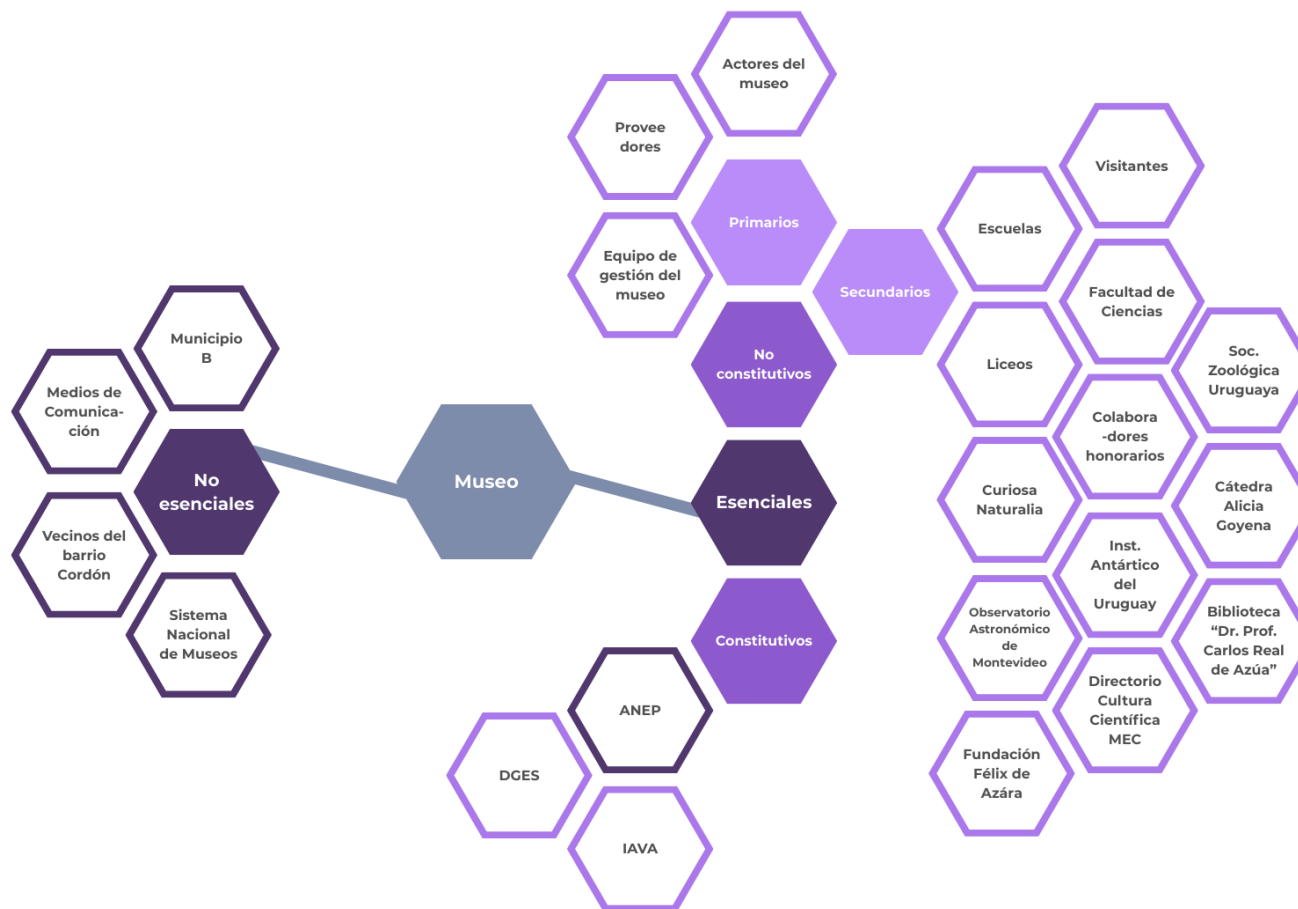 Actores del
museo
Provee
dores
Primarios
Equipo de
gestión del
museo
Secundarios
Visitantes
Escuelas
Facultad de
Ciencias
No
constitutivos
Liceos
Soc.
Zoológica
Uruguaya
Colabora
-dores
honorarios
Municipio
B
Medios de
Comunica-
ción
No
esenciales
Museo
Esenciales
Curiosa
Naturalia
Cátedra
Alicia
Goyena
Vecinos del
barrio
Cordón
Inst.
Antártico
del
Uruguay
Sistema
Nacional
de Museos
Constitutivos
Observatorio
Astronómico
de
Montevideo
Biblioteca
“Dr. Prof.
Carlos Real
de Azúa”
ANEP
Directorio
Cultura
Científica
MEC
DGES
Fundación
Félix de
Azára
IAVA